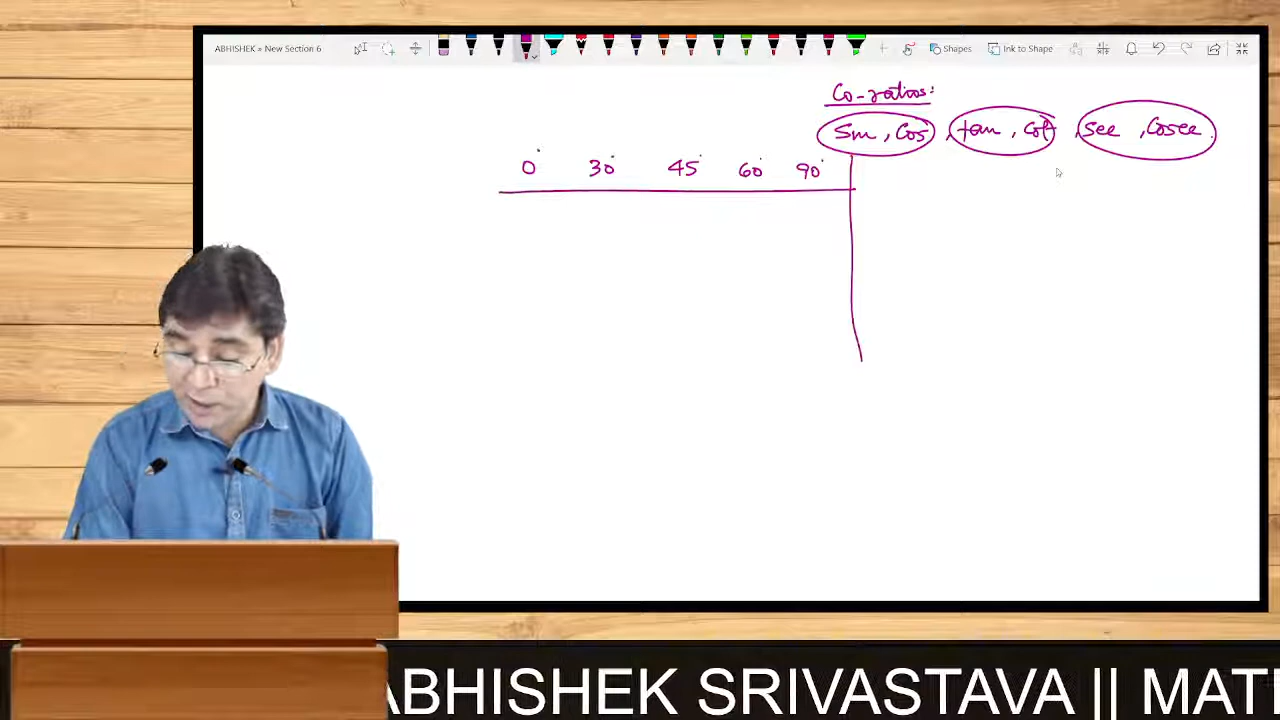 ABHISHEK » New Section 6
Shapes
Ink to Shape
Co-ratios:
Sin, Cos, tan, Cot, sec, Cosec.
0° 30° 45° 60° 90°
ABHISHEK SRIVASTAVA || MAT